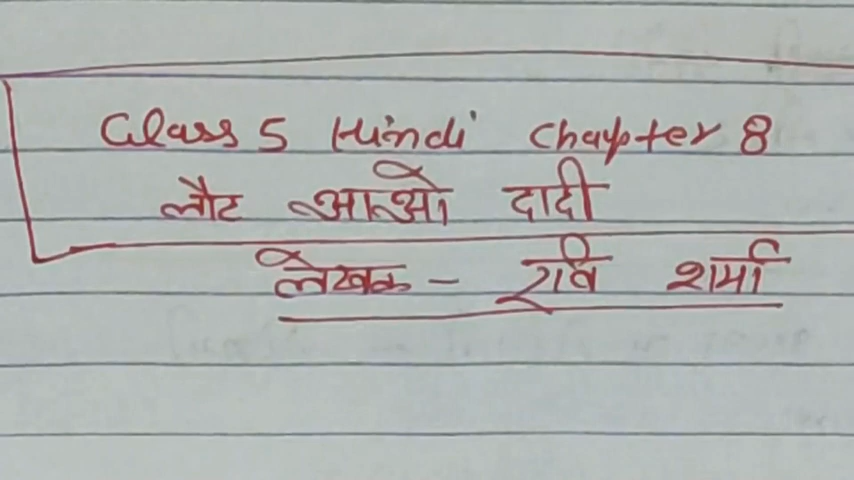 Class 5 Hindi Chapter 8
लौट आओ दादी
लेखक - रवि शर्मा